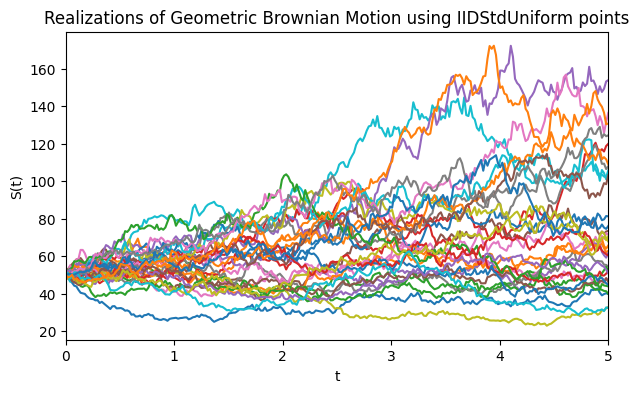 Realizations of Geometric Brownian Motion using IIDStdUniform points
160
140
120
100
80
60
40
20
S(t)
0 1 2 3 4 5
t